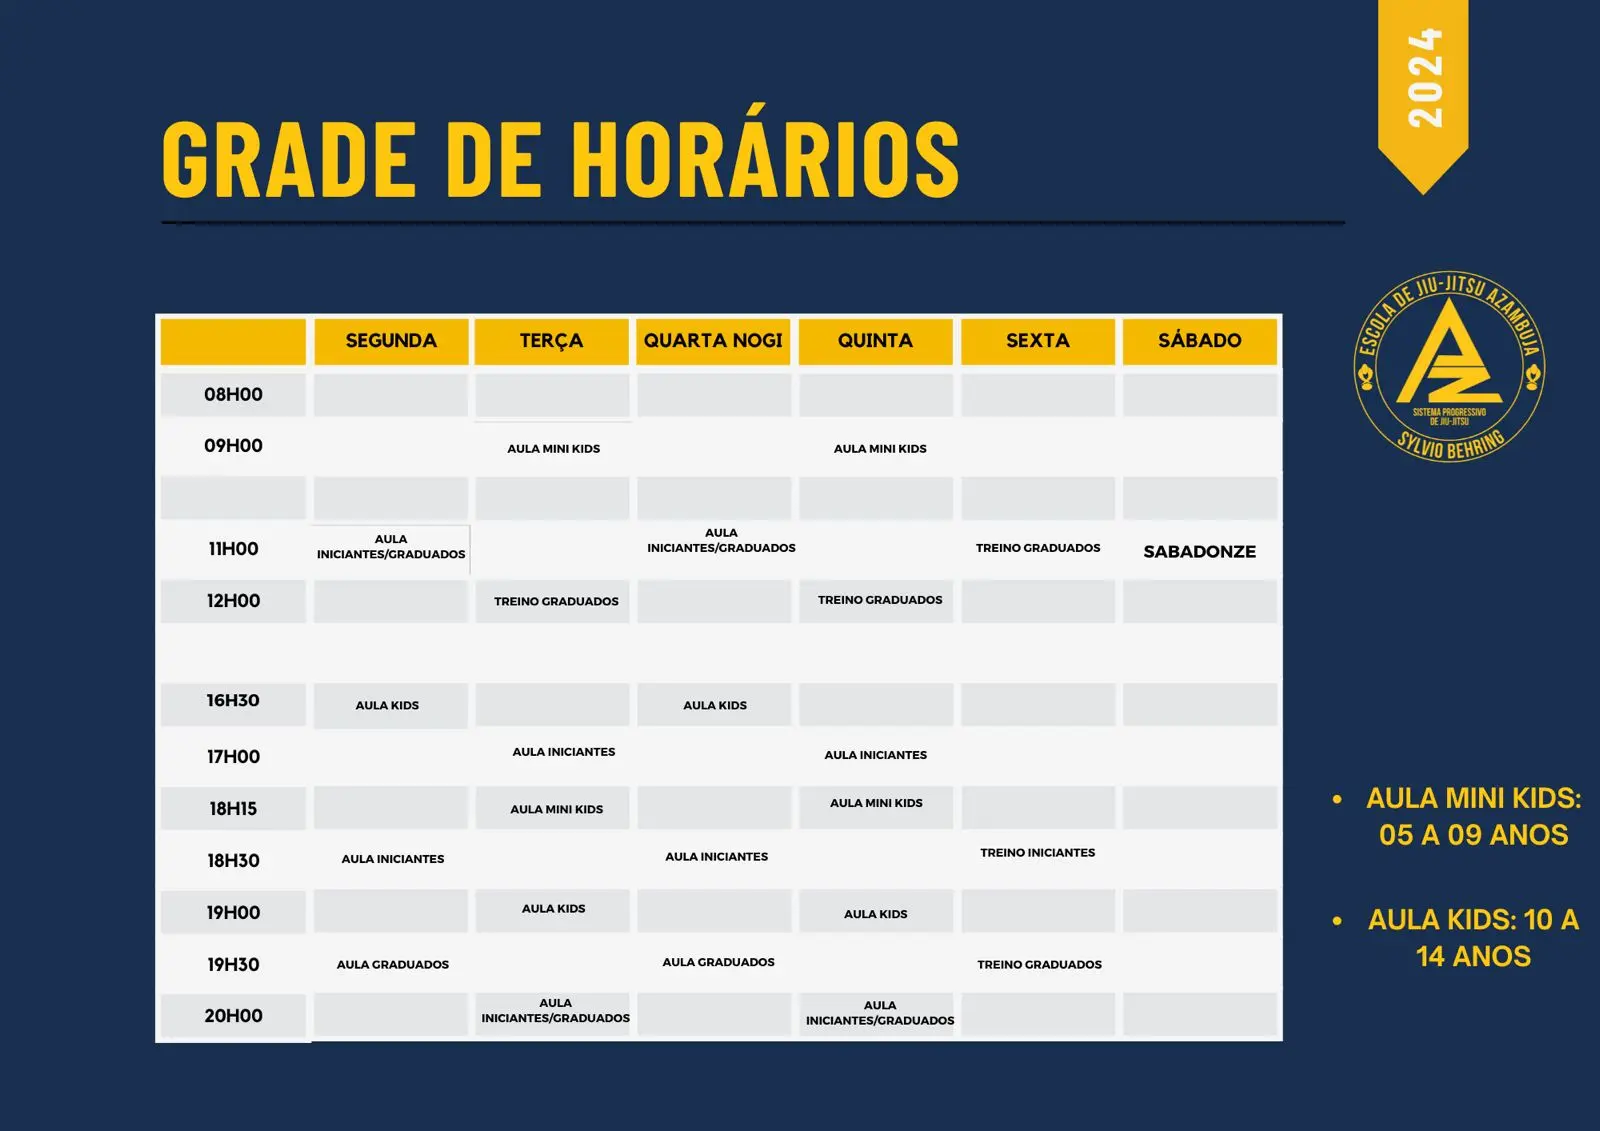 2024
GRADE DE HORÁRIOS
ESCOLA DE JIU-JITSU AZAMBUJA
AZ
SISTEMA PROGRESSIVO
DE JIU-JITSU
SYLVIO BEHRING
SEGUNDA TERÇA QUARTA NOGI QUINTA SEXTA SÁBADO
08H00
09H00 AULA MINI KIDS AULA MINI KIDS
11H00 AULA INICIANTES/GRADUADOS AULA INICIANTES/GRADUADOS TREINO GRADUADOS SABADONZE
12H00 TREINO GRADUADOS TREINO GRADUADOS
16H30 AULA KIDS AULA KIDS
17H00 AULA INICIANTES AULA INICIANTES
18H15 AULA MINI KIDS AULA MINI KIDS
18H30 AULA INICIANTES AULA INICIANTES TREINO INICIANTES
19H00 AULA KIDS AULA KIDS
19H30 AULA GRADUADOS AULA GRADUADOS TREINO GRADUADOS
20H00 AULA INICIANTES/GRADUADOS AULA INICIANTES/GRADUADOS
• AULA MINI KIDS:
05 A 09 ANOS
• AULA KIDS: 10 A
14 ANOS